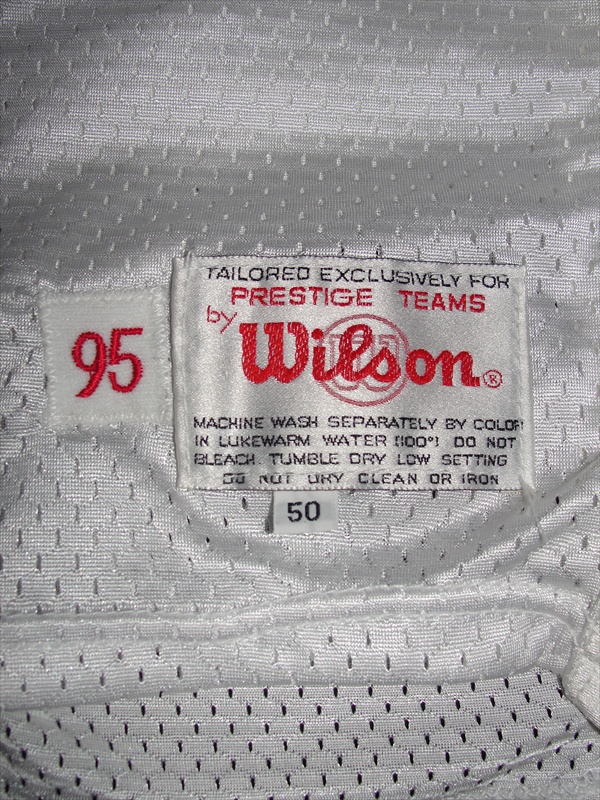 TAILORED EXCLUSIVELY FOR
PRESTIGE TEAMS
by
Wilson®
W
95
MACHINE WASH SEPARATELY BY COLOR
IN LUKEWARM WATER (100°) DO NOT
BLEACH. TUMBLE DRY LOW SETTING
DO NOT DRY CLEAN OR IRON
50